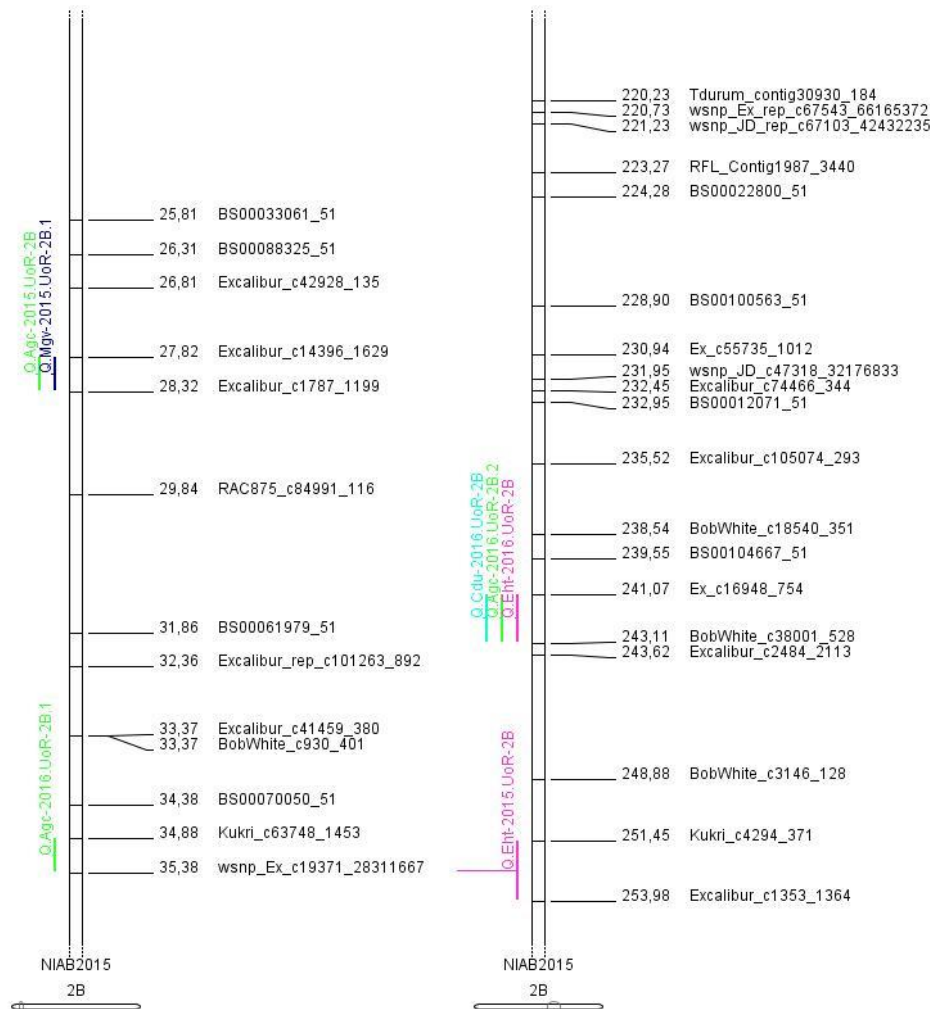 25,81 BS00033061_51
26,31 BS00088325_51
26,81 Excalibur_c42928_135
27,82 Excalibur_c14396_1629
28,32 Excalibur_c1787_1199
29,84 RAC875_c84991_116
31,86 BS00061979_51
32,36 Excalibur_rep_c101263_892
33,37 Excalibur_c41459_380
33,37 BobWhite_c930_401
34,38 BS00070050_51
34,88 Kukri_c63748_1453
35,38 wsnp_Ex_c19371_28311667
Q.Agc-2015.UoR-2B
Q.Mgv-2015.UoR-2B.1
Q.Agc-2016.UoR-2B.1
NIAB2015
2B
220,23 Tdurum_contig30930_184
220,73 wsnp_Ex_rep_c67543_66165372
221,23 wsnp_JD_rep_c67103_42432235
223,27 RFL_Contig1987_3440
224,28 BS00022800_51
228,90 BS00100563_51
230,94 Ex_c55735_1012
231,95 wsnp_JD_c47318_32176833
232,45 Excalibur_c74466_344
232,95 BS00012071_51
235,52 Excalibur_c105074_293
238,54 BobWhite_c18540_351
239,55 BS00104667_51
241,07 Ex_c16948_754
243,11 BobWhite_c38001_528
243,62 Excalibur_c2484_2113
248,88 BobWhite_c3146_128
251,45 Kukri_c4294_371
253,98 Excalibur_c1353_1364
Q.Cdu-2016.UoR-2B
Q.Agc-2016.UoR-2B.2
Q.Eht-2016.UoR-2B
Q.Eht-2015.UoR-2B
NIAB2015
2B